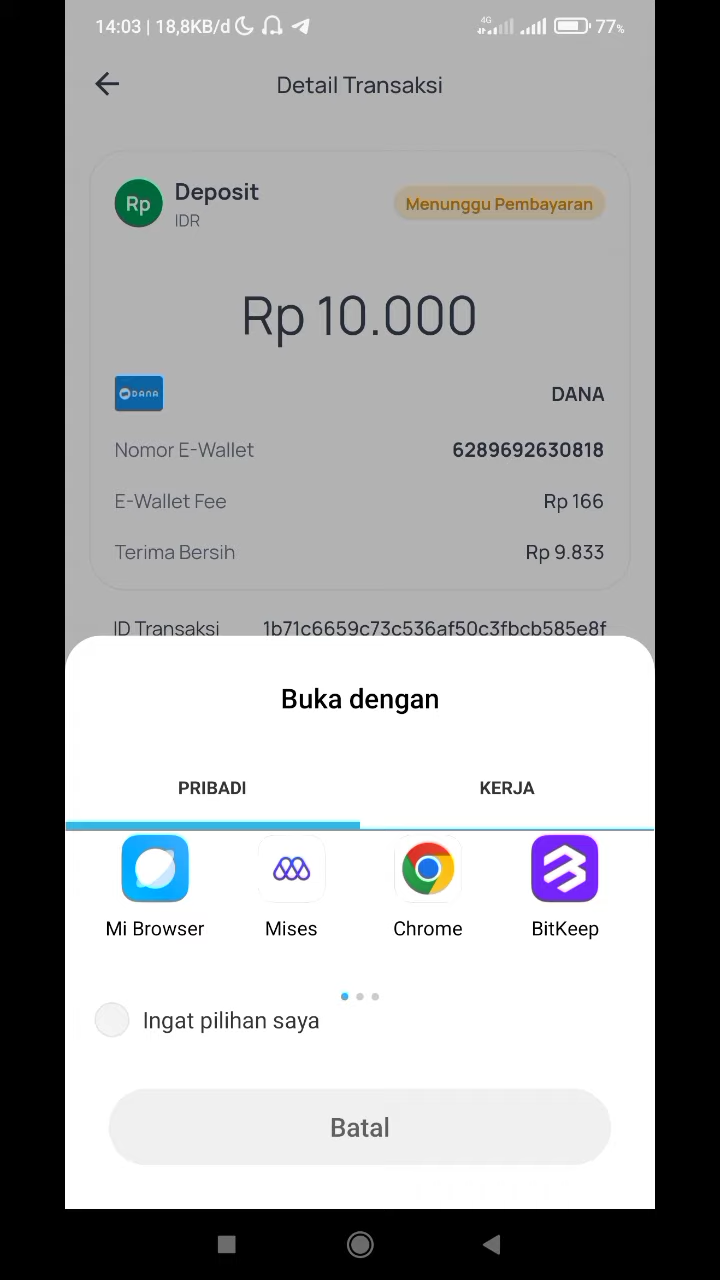 14:03 | 18,8KB/d
4G
77%
Detail Transaksi
Rp
Deposit
IDR
Menunggu Pembayaran
Rp 10.000
DANA
DANA
Nomor E-Wallet 6289692630818
E-Wallet Fee Rp 166
Terima Bersih Rp 9.833
ID Transaksi 1b71c6659c73c536af50c3fbcb585e8f
Buka dengan
PRIBADI KERJA
Mi Browser Mises Chrome BitKeep
Ingat pilihan saya
Batal